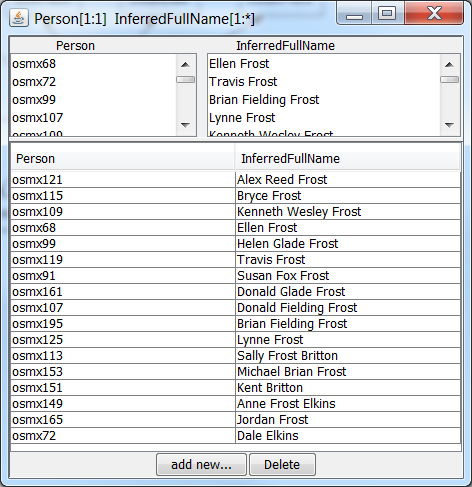 Person[1:1]  InferredFullName[1:*]
Person InferredFullName
osmx68 Ellen Frost
osmx72 Travis Frost
osmx99 Brian Fielding Frost
osmx107 Lynne Frost
osmx109 Kenneth Wesley Frost
Person InferredFullName
osmx121 Alex Reed Frost
osmx115 Bryce Frost
osmx109 Kenneth Wesley Frost
osmx68 Ellen Frost
osmx99 Helen Glade Frost
osmx119 Travis Frost
osmx91 Susan Fox Frost
osmx161 Donald Glade Frost
osmx107 Donald Fielding Frost
osmx195 Brian Fielding Frost
osmx125 Lynne Frost
osmx113 Sally Frost Britton
osmx153 Michael Brian Frost
osmx151 Kent Britton
osmx149 Anne Frost Elkins
osmx165 Jordan Frost
osmx72 Dale Elkins
add new... Delete